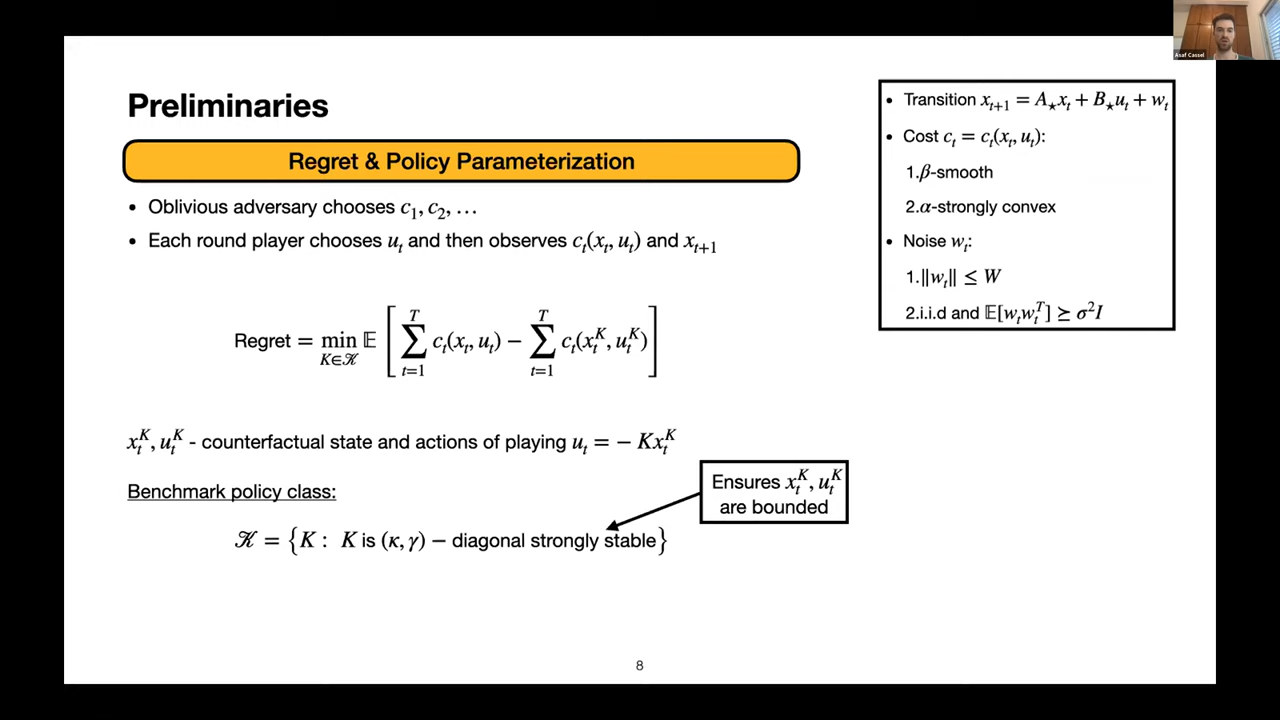 Asaf Cassel
Preliminaries
Regret & Policy Parameterization
• Oblivious adversary chooses c₁, c₂, …
• Each round player chooses uₜ and then observes cₜ(xₜ, uₜ) and xₜ₊₁
Regret = min_{K∈𝒦} 𝔼 [ ∑_{t=1}^{T} cₜ(xₜ, uₜ) − ∑_{t=1}^{T} cₜ(xₜᴷ, uₜᴷ) ]
xₜᴷ, uₜᴷ - counterfactual state and actions of playing uₜ = − Kxₜᴷ
Benchmark policy class:
𝒦 = {K : K is (κ, γ) − diagonal strongly stable}
Ensures xₜᴷ, uₜᴷ
are bounded
• Transition xₜ₊₁ = A⋆xₜ + B⋆uₜ + wₜ
• Cost cₜ = cₜ(xₜ, uₜ):
1.β-smooth
2.α-strongly convex
• Noise wₜ:
1.‖wₜ‖ ≤ W
2.i.i.d and 𝔼[wₜwₜᵀ] ⪰ σ²I
8